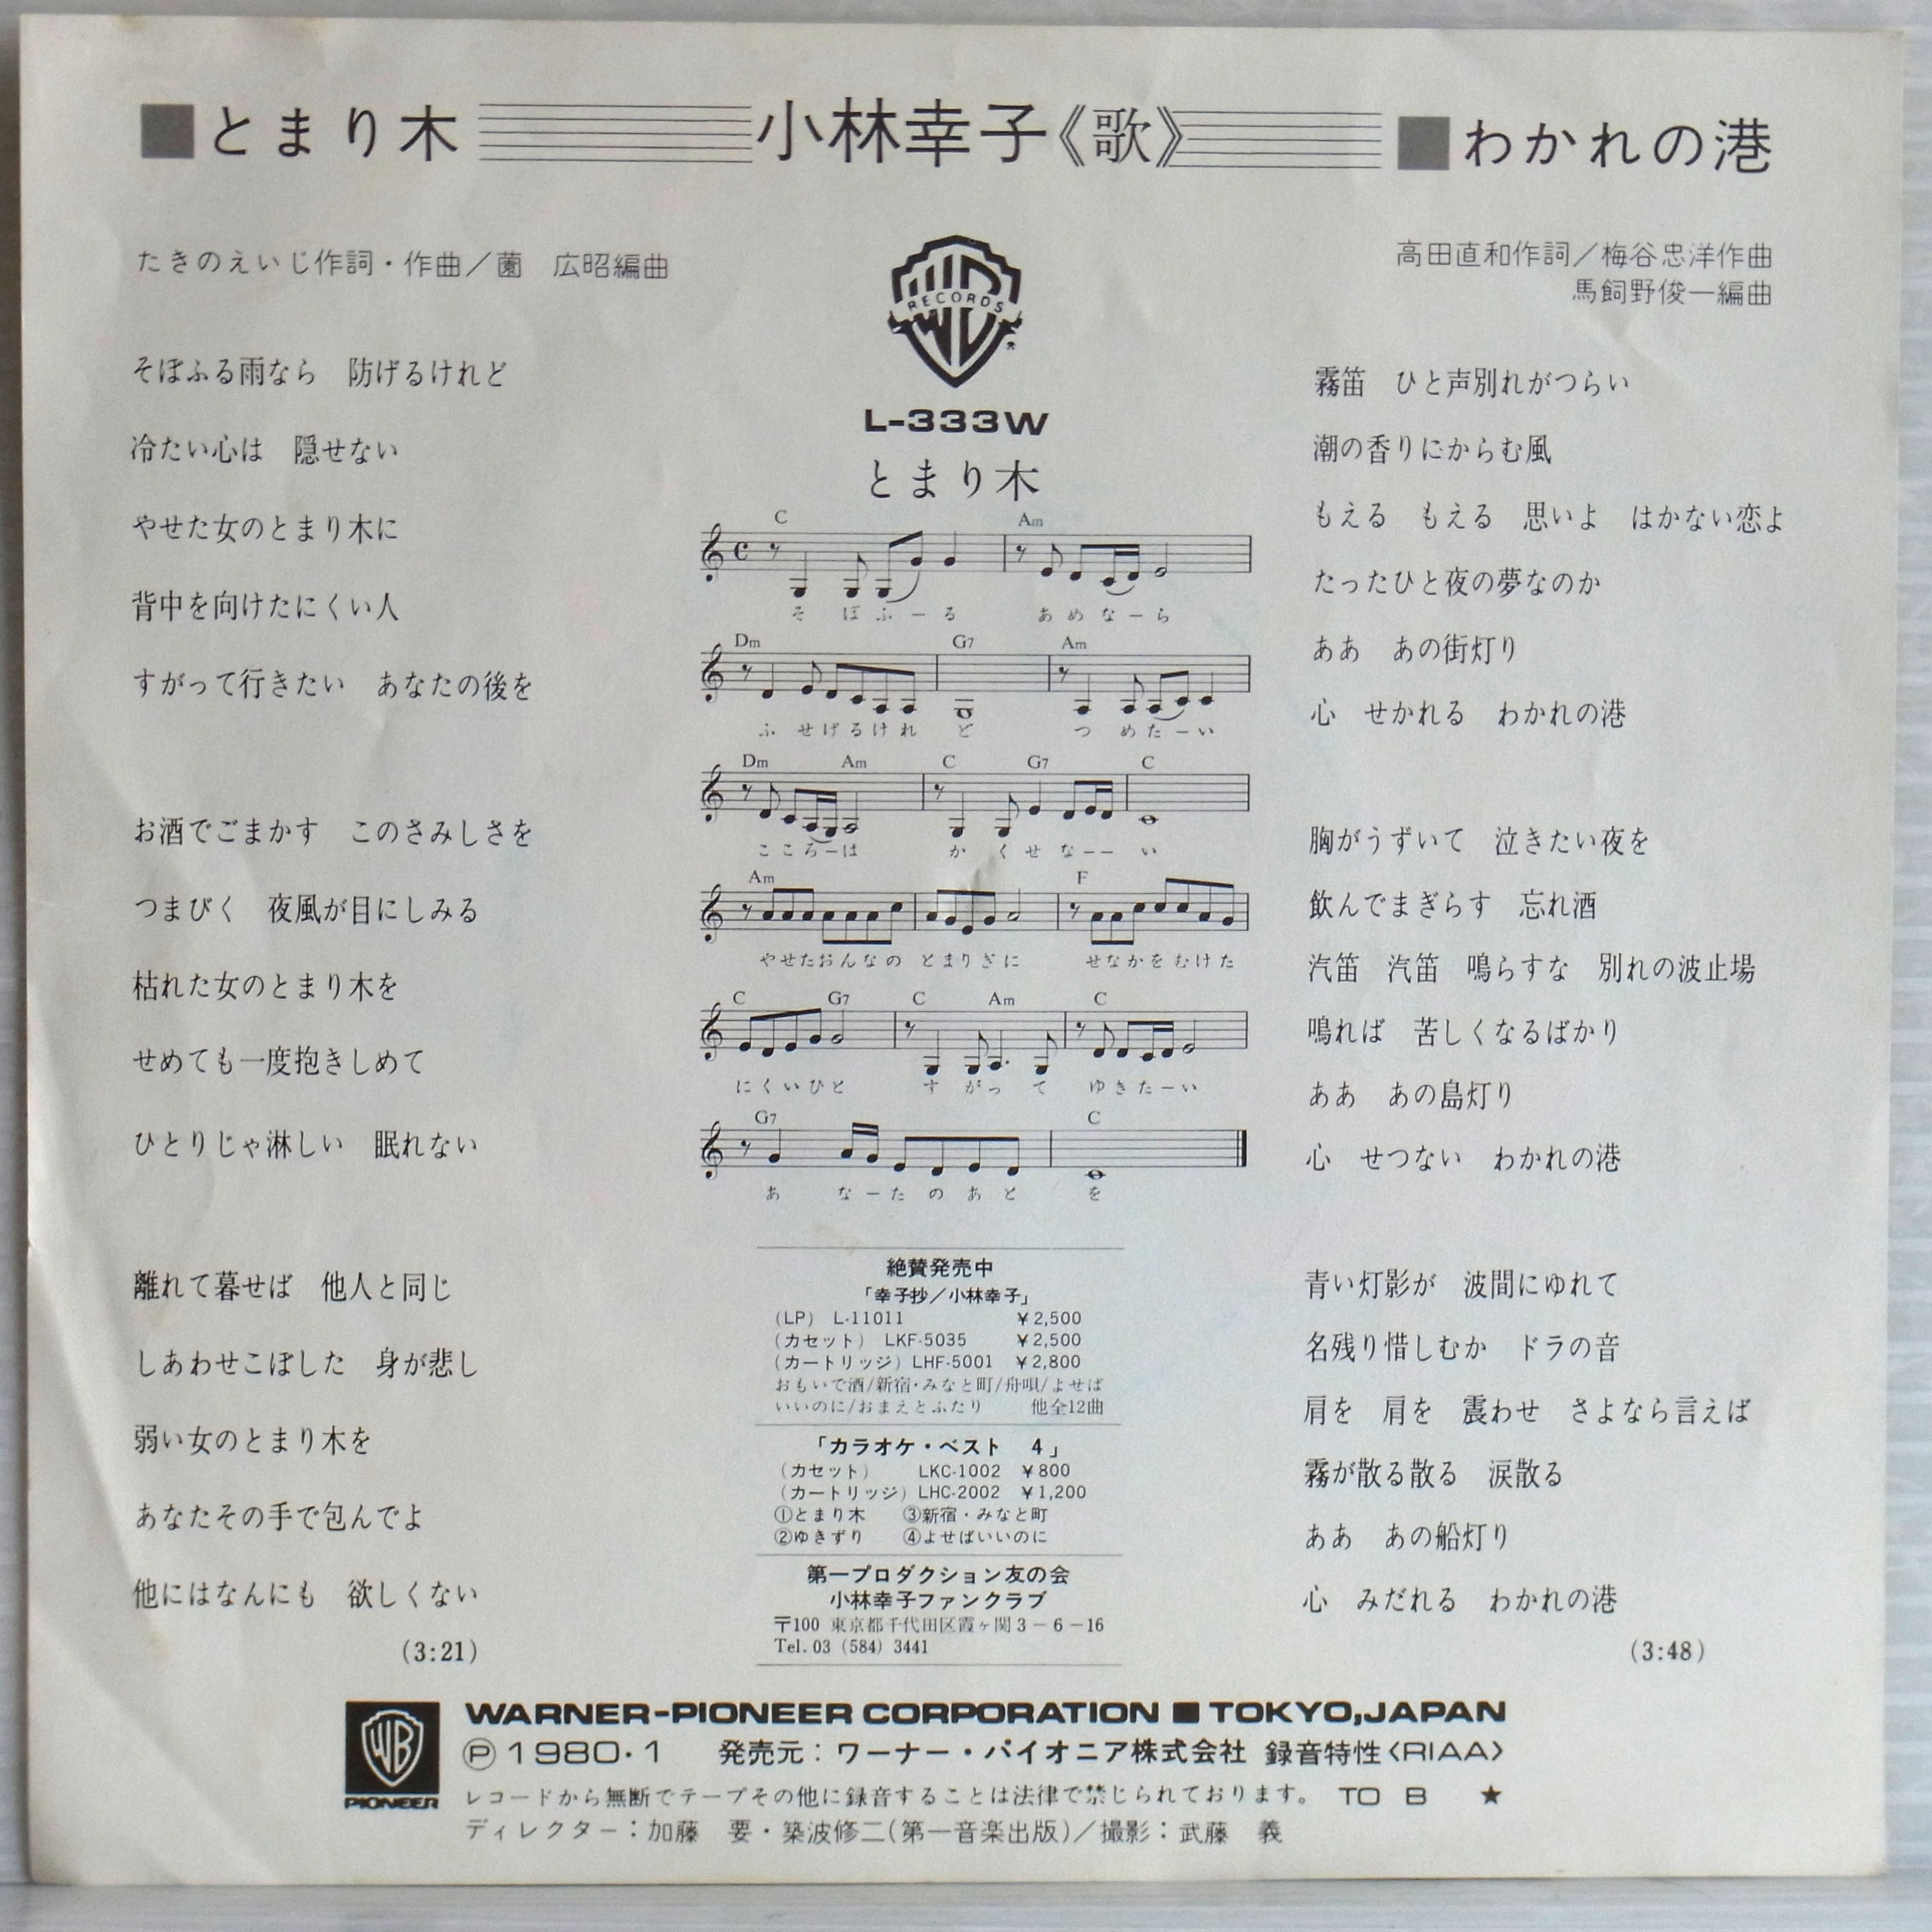 ■とまり木
小林幸子《歌》
■わかれの港
たきのえいじ作詞・作曲／薗　広昭編曲
そぼふる雨なら　防げるけれど
冷たい心は　隠せない
やせた女のとまり木に
背中を向けたにくい人
すがって行きたい　あなたの後を
お酒でごまかす　このさみしさを
つまびく　夜風が目にしみる
枯れた女のとまり木を
せめても一度抱きしめて
ひとりじゃ淋しい　眠れない
離れて暮せば　他人と同じ
しあわせこぼした　身が悲し
弱い女のとまり木を
あなたその手で包んでよ
他にはなんにも　欲しくない
(3:21)
RECORDS
L-333W
とまり木
C Am
そ ぼふーる あめなーら
Dm G7 Am
ふ せげるけれ ど つ めたーい
Dm Am C G7 C
こころーは か くせなーー い
Am F
やせたおんなの とまりぎに せなかをむけた
C G7 C Am C
にくいひと す がっ て ゆきたーい
G7 C
あ なーたのあと を
絶賛発売中
「幸子抄／小林幸子」
(LP) L-11011 ￥2,500
(カセット) LKF-5035 ￥2,500
(カートリッジ) LHF-5001 ￥2,800
おもいで酒/新宿・みなと町/舟唄/よせば
いいのに/おまえとふたり　他全12曲
「カラオケ・ベスト　4」
(カセット) LKC-1002 ￥800
(カートリッジ) LHC-2002 ￥1,200
①とまり木　③新宿・みなと町
②ゆきずり　④よせばいいのに
第一プロダクション友の会
小林幸子ファンクラブ
〒100 東京都千代田区霞ヶ関3－6－16
Tel. 03 (584) 3441
高田直和作詞／梅谷忠洋作曲
馬飼野俊一編曲
霧笛　ひと声別れがつらい
潮の香りにからむ風
もえる　もえる　思いよ　はかない恋よ
たったひと夜の夢なのか
ああ　あの街灯り
心　せかれる　わかれの港
胸がうずいて　泣きたい夜を
飲んでまぎらす　忘れ酒
汽笛　汽笛　鳴らすな　別れの波止場
鳴れば　苦しくなるばかり
ああ　あの島灯り
心　せつない　わかれの港
青い灯影が　波間にゆれて
名残り惜しむか　ドラの音
肩を　肩を　震わせ　さよなら言えば
霧が散る散る　涙散る
ああ　あの船灯り
心　みだれる　わかれの港
(3:48)
WB
PIONEER
WARNER-PIONEER CORPORATION ■ TOKYO,JAPAN
Ⓟ1980・1　発売元：ワーナー・パイオニア株式会社 録音特性〈RIAA〉
レコードから無断でテープその他に録音することは法律で禁じられております。 TO B ★
ディレクター：加藤　要・築波修二(第一音楽出版)／撮影：武藤　義